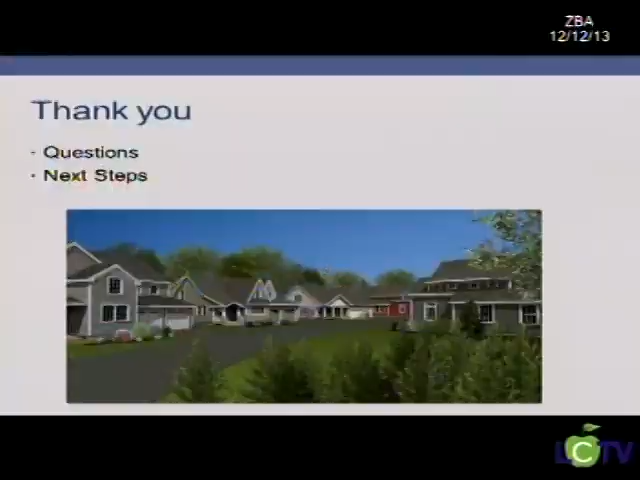 ZBA
12/12/13
Thank you
- Questions
- Next Steps
LCTV